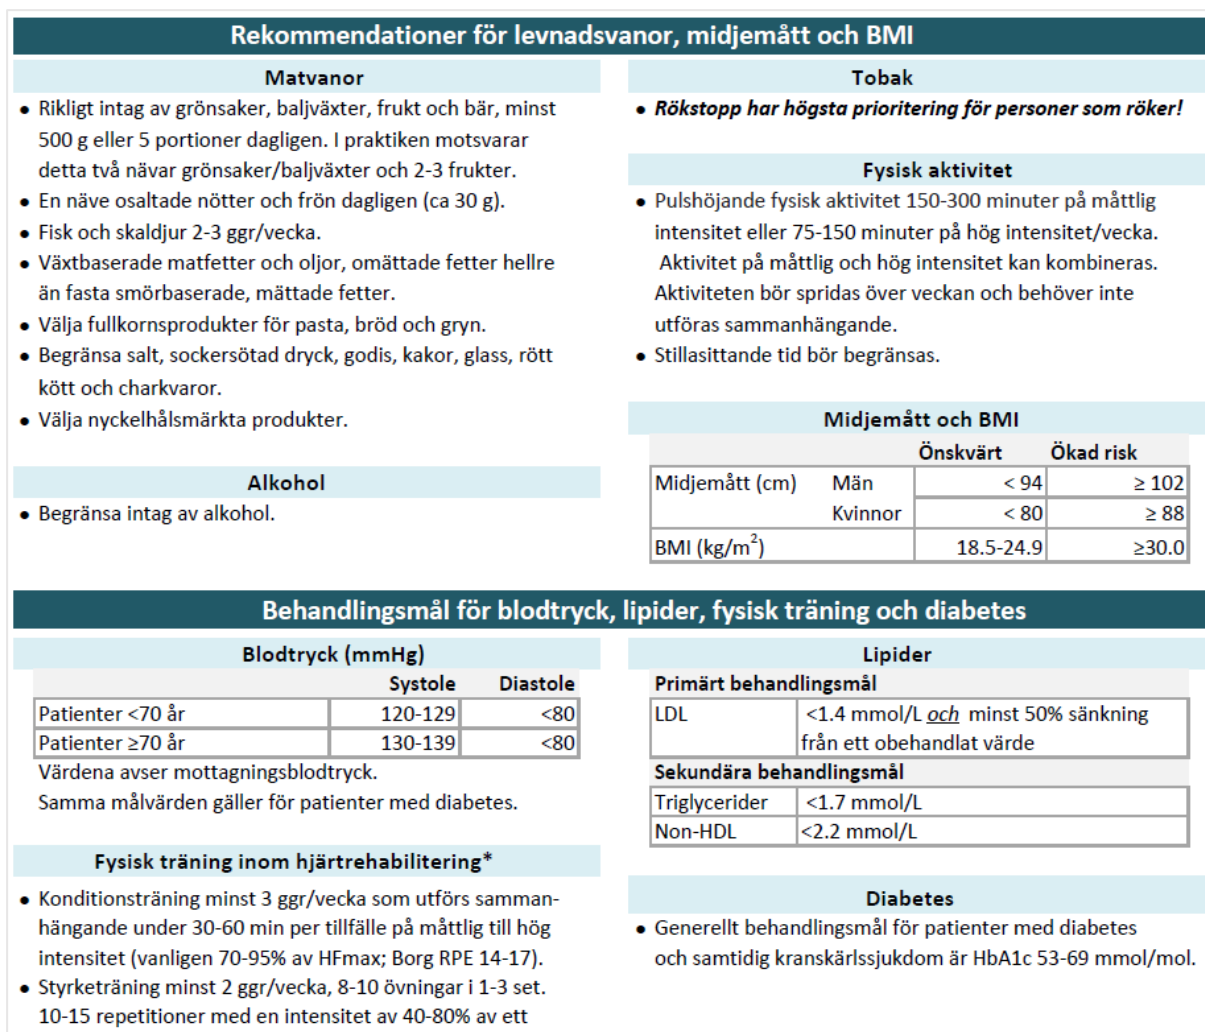 Rekommendationer för levnadsvanor, midjemått och BMI
Matvanor
● Rikligt intag av grönsaker, baljväxter, frukt och bär, minst
500 g eller 5 portioner dagligen. I praktiken motsvarar
detta två nävar grönsaker/baljväxter och 2-3 frukter.
● En näve osaltade nötter och frön dagligen (ca 30 g).
● Fisk och skaldjur 2-3 ggr/vecka.
● Växtbaserade matfetter och oljor, omättade fetter hellre
än fasta smörbaserade, mättade fetter.
● Välja fullkornsprodukter för pasta, bröd och gryn.
● Begränsa salt, sockersötad dryck, godis, kakor, glass, rött
kött och charkvaror.
● Välja nyckelhålsmärkta produkter.
Alkohol
● Begränsa intag av alkohol.
Tobak
● Rökstopp har högsta prioritering för personer som röker!
Fysisk aktivitet
● Pulshöjande fysisk aktivitet 150-300 minuter på måttlig
intensitet eller 75-150 minuter på hög intensitet/vecka.
Aktivitet på måttlig och hög intensitet kan kombineras.
Aktiviteten bör spridas över veckan och behöver inte
utföras sammanhängande.
● Stillasittande tid bör begränsas.
Midjemått och BMI
Önskvärt Ökad risk
Midjemått (cm) Män < 94 ≥ 102
Kvinnor < 80 ≥ 88
BMI (kg/m²) 18.5-24.9 ≥30.0
Behandlingsmål för blodtryck, lipider, fysisk träning och diabetes
Blodtryck (mmHg)
Systole Diastole
Patienter <70 år 120-129 <80
Patienter ≥70 år 130-139 <80
Värdena avser mottagningsblodtryck.
Samma målvärden gäller för patienter med diabetes.
Fysisk träning inom hjärtrehabilitering*
● Konditionsträning minst 3 ggr/vecka som utförs samman-
hängande under 30-60 min per tillfälle på måttlig till hög
intensitet (vanligen 70-95% av HFmax; Borg RPE 14-17).
● Styrketräning minst 2 ggr/vecka, 8-10 övningar i 1-3 set.
10-15 repetitioner med en intensitet av 40-80% av ett
Lipider
Primärt behandlingsmål
LDL <1.4 mmol/L och minst 50% sänkning
från ett obehandlat värde
Sekundära behandlingsmål
Triglycerider <1.7 mmol/L
Non-HDL <2.2 mmol/L
Diabetes
● Generellt behandlingsmål för patienter med diabetes
och samtidig kranskärlssjukdom är HbA1c 53-69 mmol/mol.